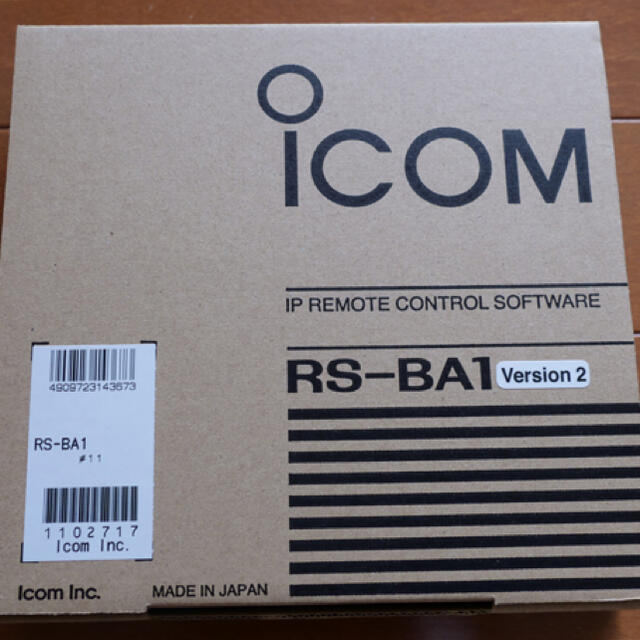 ICOM
IP REMOTE CONTROL SOFTWARE
RS-BA1 Version 2
4909723143673
RS-BA1
#11
1102717
Icom Inc.
Icom Inc.
MADE IN JAPAN